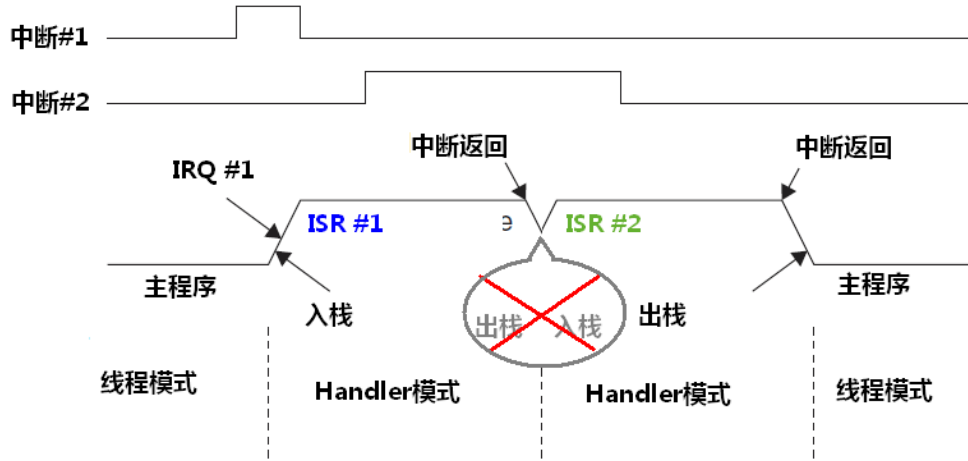 中断#1
中断#2
中断返回
中断返回
IRQ #1
ISR #1
e
ISR #2
主程序
入栈
出栈
入栈
出栈
主程序
线程模式
Handler模式
Handler模式
线程模式